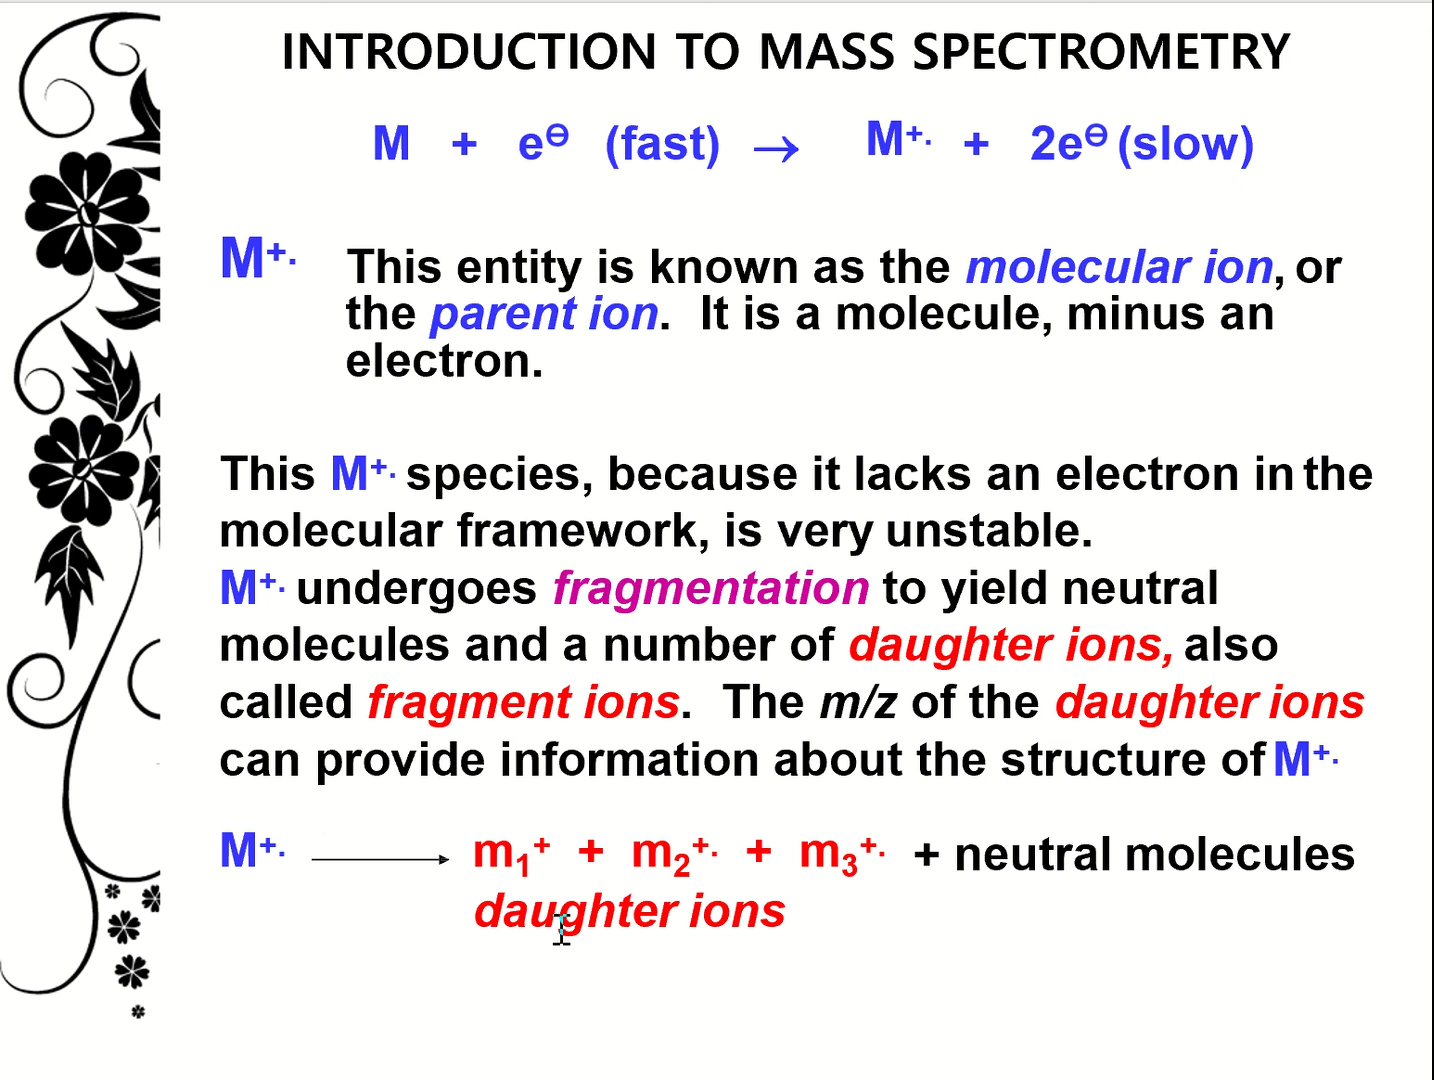 INTRODUCTION TO MASS SPECTROMETRY
M + e⊖ (fast) → M⁺· + 2e⊖ (slow)
M⁺· This entity is known as the molecular ion, or
the parent ion. It is a molecule, minus an
electron.
This M⁺· species, because it lacks an electron in the
molecular framework, is very unstable.
M⁺· undergoes fragmentation to yield neutral
molecules and a number of daughter ions, also
called fragment ions. The m/z of the daughter ions
can provide information about the structure of M⁺·
M⁺· ⟶ m₁⁺ + m₂⁺· + m₃⁺· + neutral molecules
daughter ions